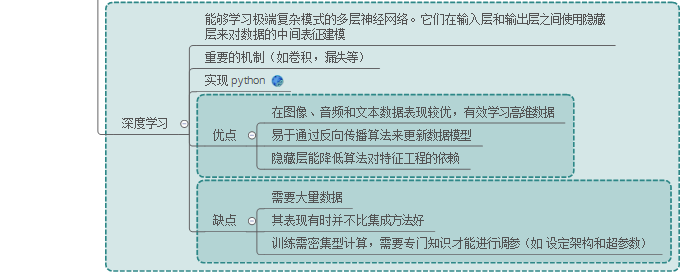 能够学习极端复杂模式的多层神经网络。它们在输入层和输出层之间使用隐藏
层来对数据的中间表征建模
重要的机制（如卷积，漏失等）
实现 python
深度学习
优点
在图像、音频和文本数据表现较优，有效学习高维数据
易于通过反向传播算法来更新数据模型
隐藏层能降低算法对特征工程的依赖
缺点
需要大量数据
其表现有时并不比集成方法好
训练需密集型计算，需要专门知识才能进行调参（如 设定架构和超参数）